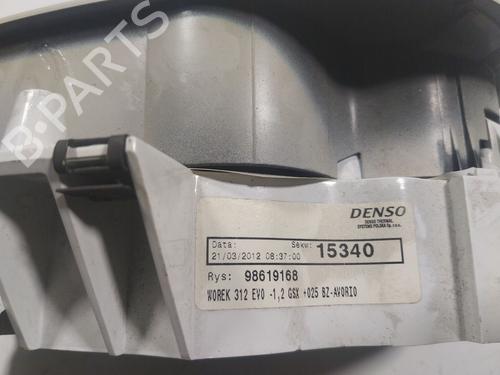 B-PARTS
DENSO
DENSO THERMAL
SYSTEMS POLSKA Sp. z o.o.
Data: Sekw: 15340
21/03/2012 08:37:00
Rys: 98619168
WOREK 312 EVO -1,2 GSX +025 BZ-AVORIO